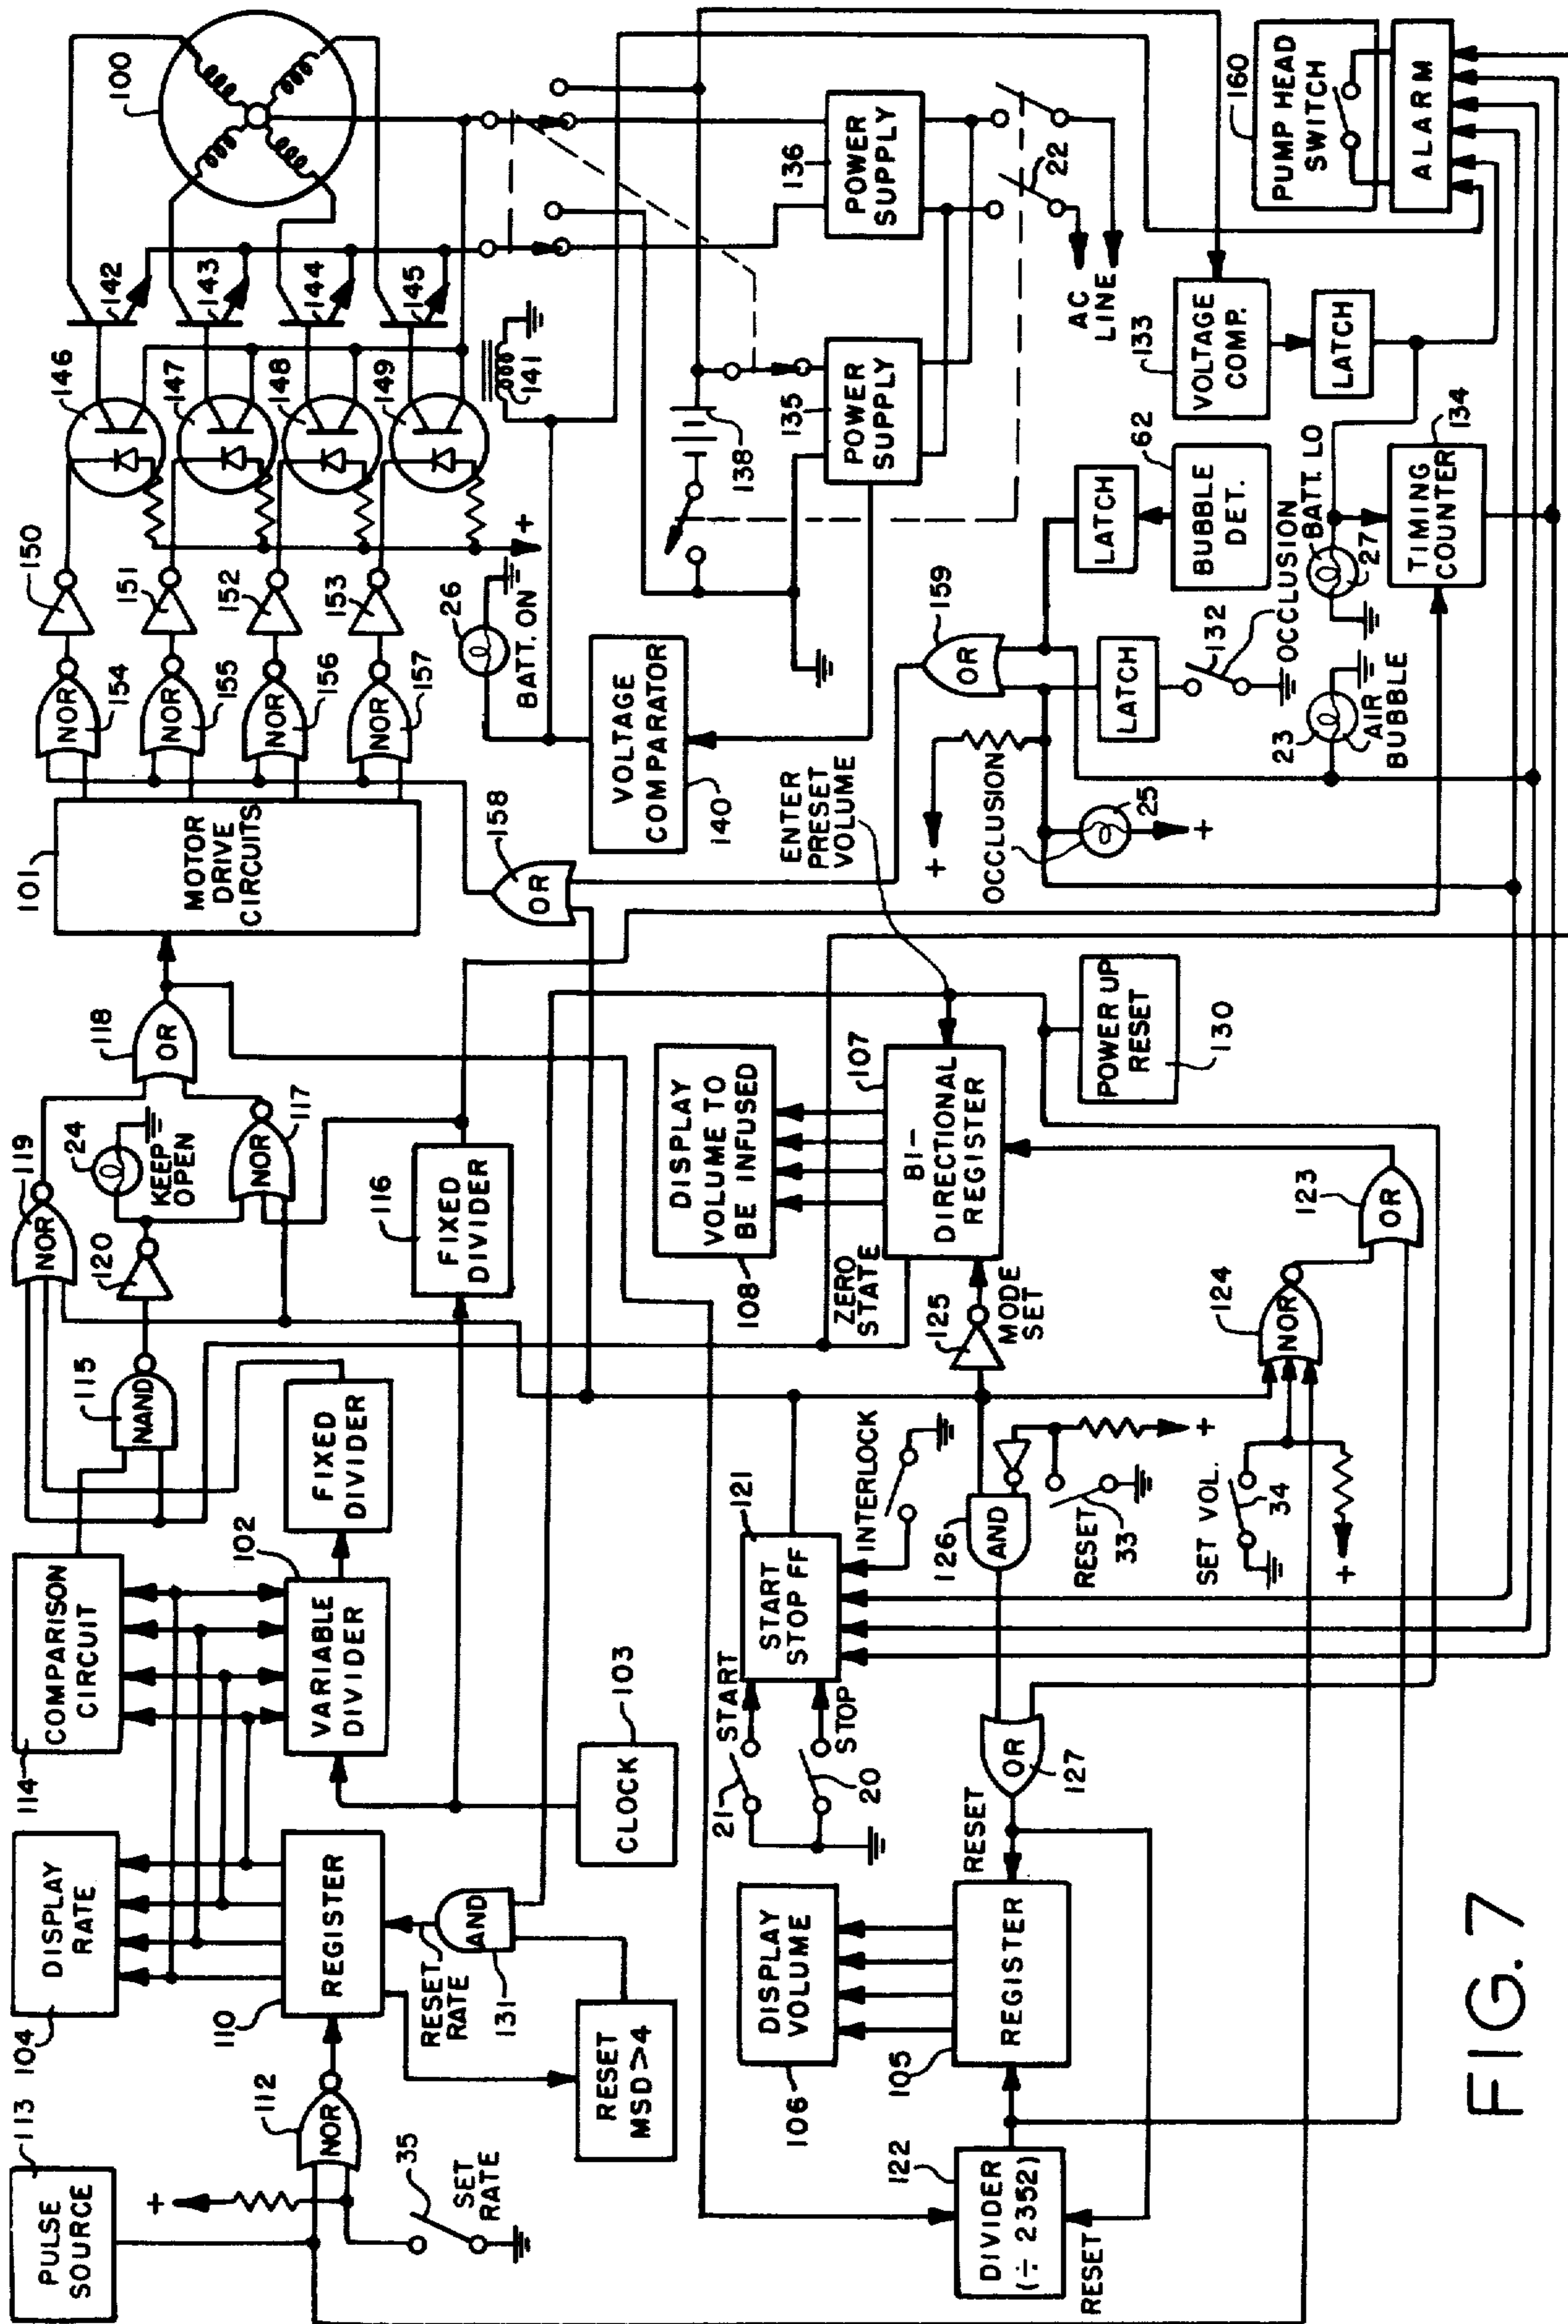 113
PULSE
SOURCE
104
DISPLAY
RATE
114
COMPARISON
CIRCUIT
115
NAND
119
NOR
120
24
KEEP
OPEN
118
OR
117
NOR
101
MOTOR
DRIVE
CIRCUITS
NOR
154
NOR
155
NOR
156
NOR
157
150
151
152
153
146
147
148
149
142
143
144
145
100
112
NOR
110
REGISTER
102
VARIABLE
DIVIDER
FIXED
DIVIDER
116
FIXED
DIVIDER
35
SET
RATE
RESET
RATE
AND
131
RESET
MSD>4
CLOCK
103
158
OR
26
BATT. ON
141
VOLTAGE
COMPARATOR
140
138
135
POWER
SUPPLY
136
POWER
SUPPLY
22
AC
LINE
106
DISPLAY
VOLUME
21
START
20
STOP
121
START
STOP FF
INTERLOCK
108
DISPLAY
VOLUME TO
BE INFUSED
ZERO
STATE
107
BI-
DIRECTIONAL
REGISTER
125
MODE
SET
ENTER
PRESET
VOLUME
159
OR
122
DIVIDER
(÷ 2352)
RESET
105
REGISTER
RESET
OR
127
126
AND
RESET
33
SET VOL.
34
124
NOR
123
OR
POWER UP
RESET
130
OCCLUSION
25
LATCH
132
OCCLUSION
LATCH
BUBBLE
DET.
62
23
AIR
BUBBLE
BATT. LO
27
TIMING
COUNTER
134
133
VOLTAGE
COMP.
LATCH
160
PUMP HEAD
SWITCH
ALARM
+
+
+
+
+
+
FIG. 7